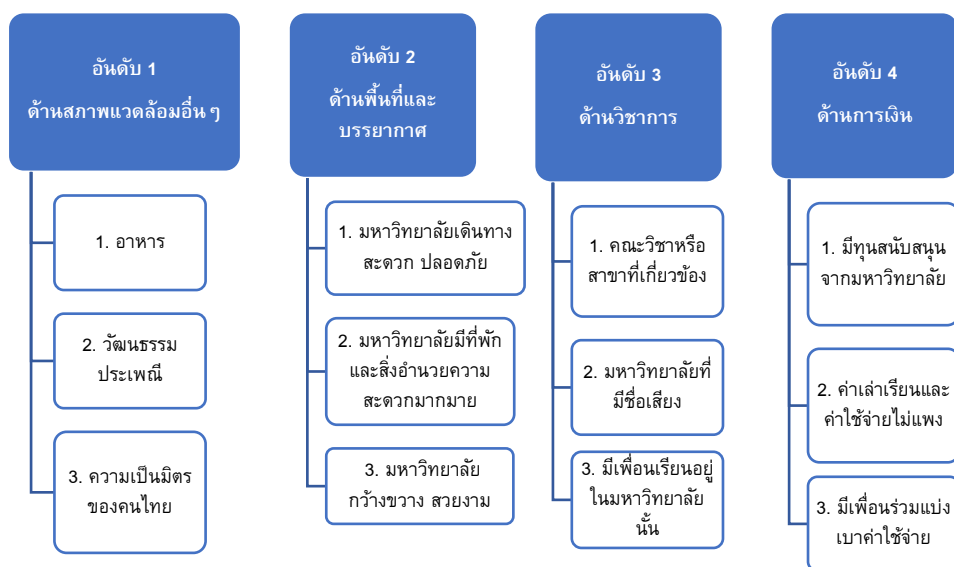 อันดับ 1
ด้านสภาพแวดล้อมอื่น ๆ
1. อาหาร
2. วัฒนธรรม
ประเพณี
3. ความเป็นมิตร
ของคนไทย
อันดับ 2
ด้านพื้นที่และ
บรรยากาศ
1. มหาวิทยาลัยเดินทาง
สะดวก ปลอดภัย
2. มหาวิทยาลัยมีที่พัก
และสิ่งอำนวยความ
สะดวกมากมาย
3. มหาวิทยาลัย
กว้างขวาง สวยงาม
อันดับ 3
ด้านวิชาการ
1. คณะวิชาหรือ
สาขาที่เกี่ยวข้อง
2. มหาวิทยาลัยที่
มีชื่อเสียง
3. มีเพื่อนเรียนอยู่
ในมหาวิทยาลัย
นั้น
อันดับ 4
ด้านการเงิน
1. มีทุนสนับสนุน
จากมหาวิทยาลัย
2. ค่าเล่าเรียนและ
ค่าใช้จ่ายไม่แพง
3. มีเพื่อนร่วมแบ่ง
เบาค่าใช้จ่าย